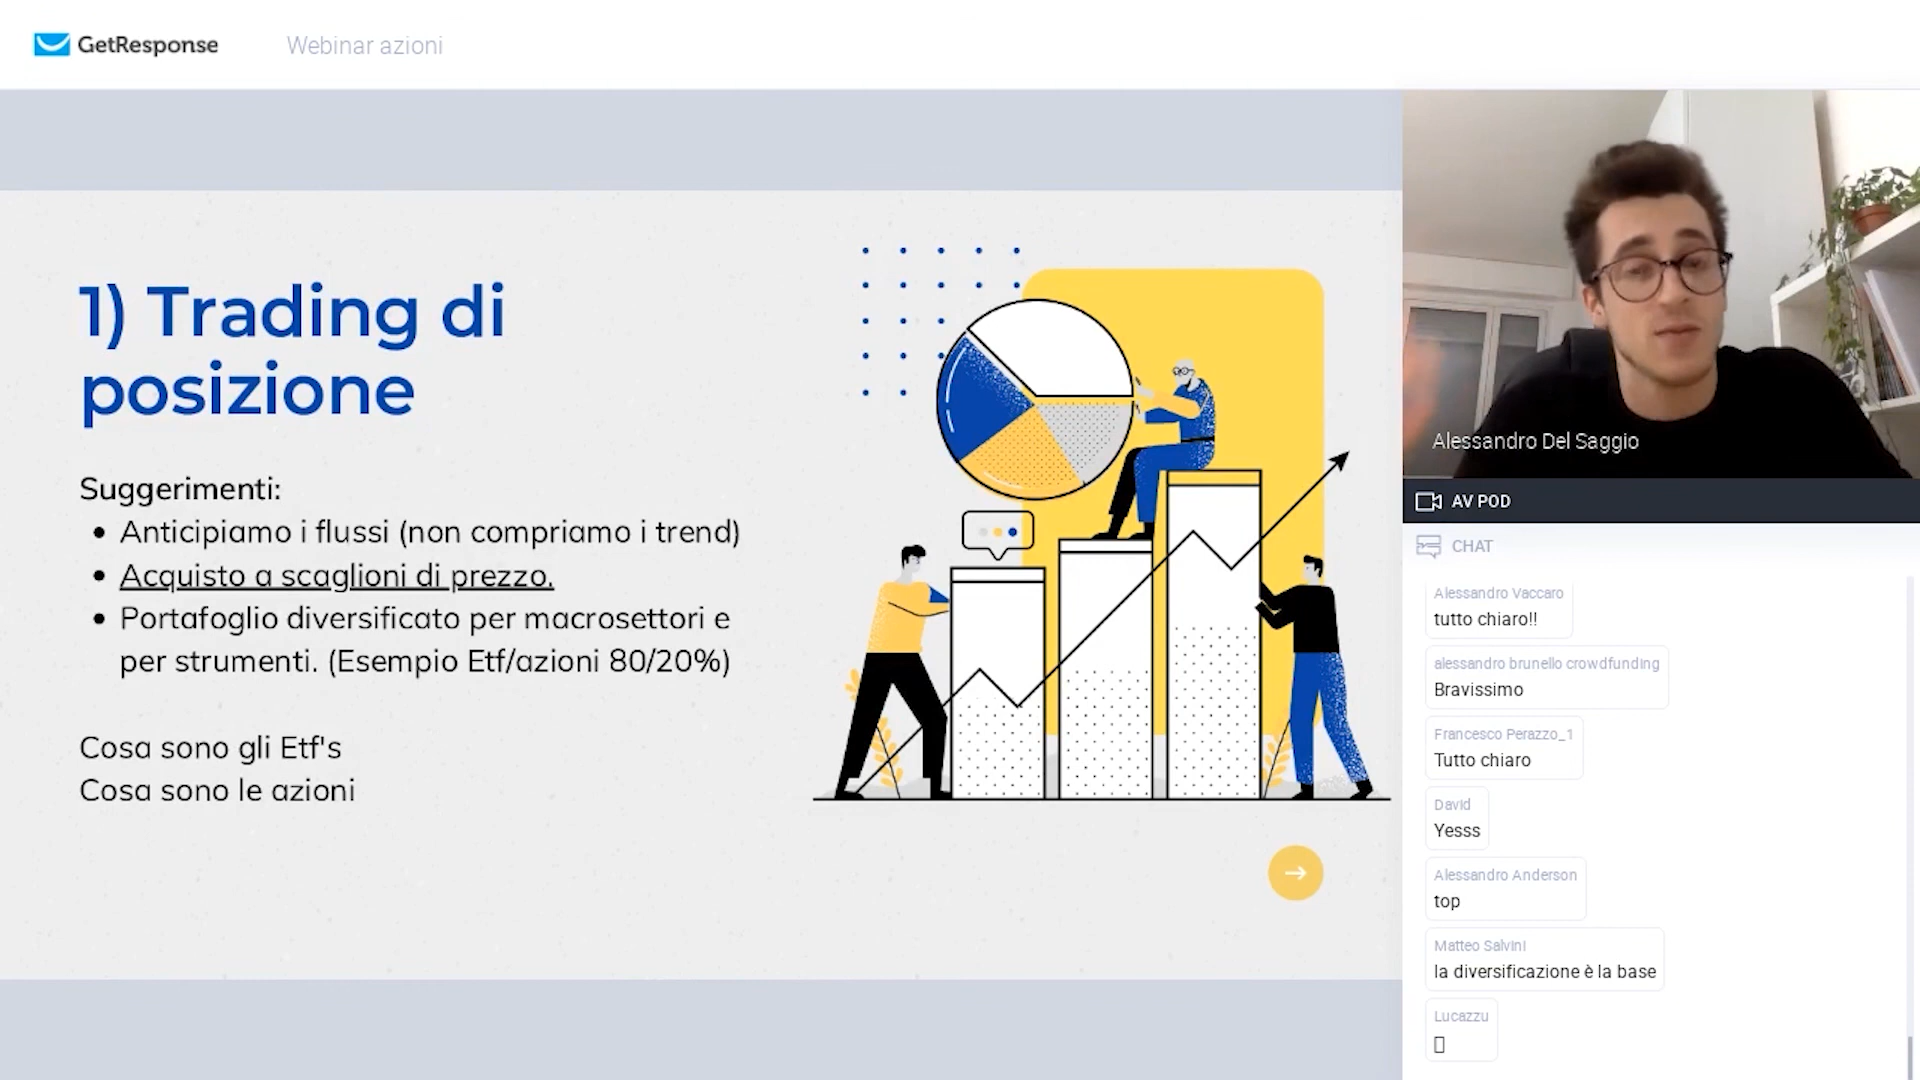 GetResponse
Webinar azioni
1) Trading di
posizione
Suggerimenti:
• Anticipiamo i flussi (non compriamo i trend)
• Acquisto a scaglioni di prezzo.
• Portafoglio diversificato per macrosettori e
per strumenti. (Esempio Etf/azioni 80/20%)
Cosa sono gli Etf's
Cosa sono le azioni
Alessandro Del Saggio
AV POD
CHAT
Alessandro Vaccaro
tutto chiaro!!
alessandro brunello crowdfunding
Bravissimo
Francesco Perazzo_1
Tutto chiaro
David
Yesss
Alessandro Anderson
top
Matteo Salvini
la diversificazione è la base
Lucazzu